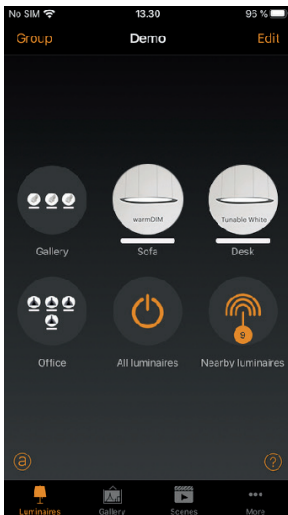 No SIM 13.30 96 %
Group Demo Edit
warmDIM Tunable White
Gallery Sofa Desk
9
Office All luminaires Nearby luminaires
a ?
Luminaires Gallery Scenes More